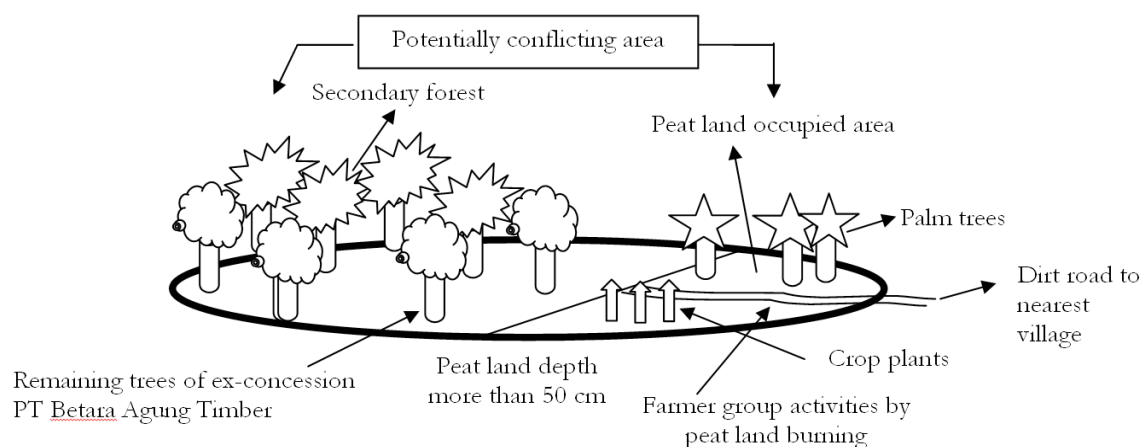 Potentially conflicting area
Secondary forest
Peat land occupied area
Palm trees
Dirt road to
nearest
village
Crop plants
Peat land depth
more than 50 cm
Remaining trees of ex-concession
PT Betara Agung Timber
Farmer group activities by
peat land burning